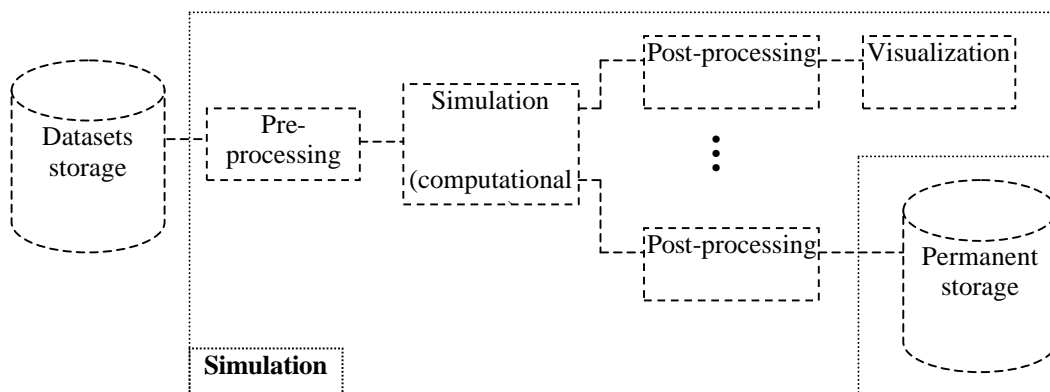 Datasets
storage
Pre-
processing
Simulation
(computational
Post-processing
Visualization
Post-processing
Permanent
storage
Simulation